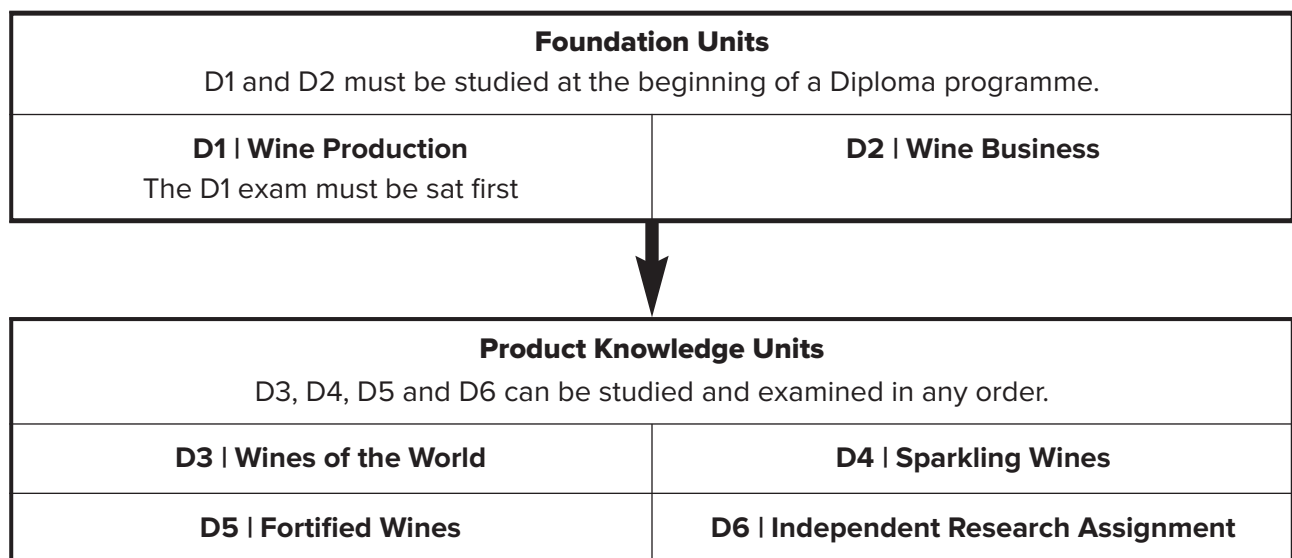 Foundation Units
D1 and D2 must be studied at the beginning of a Diploma programme.
D1 | Wine Production
The D1 exam must be sat first
D2 | Wine Business
Product Knowledge Units
D3, D4, D5 and D6 can be studied and examined in any order.
D3 | Wines of the World
D4 | Sparkling Wines
D5 | Fortified Wines
D6 | Independent Research Assignment